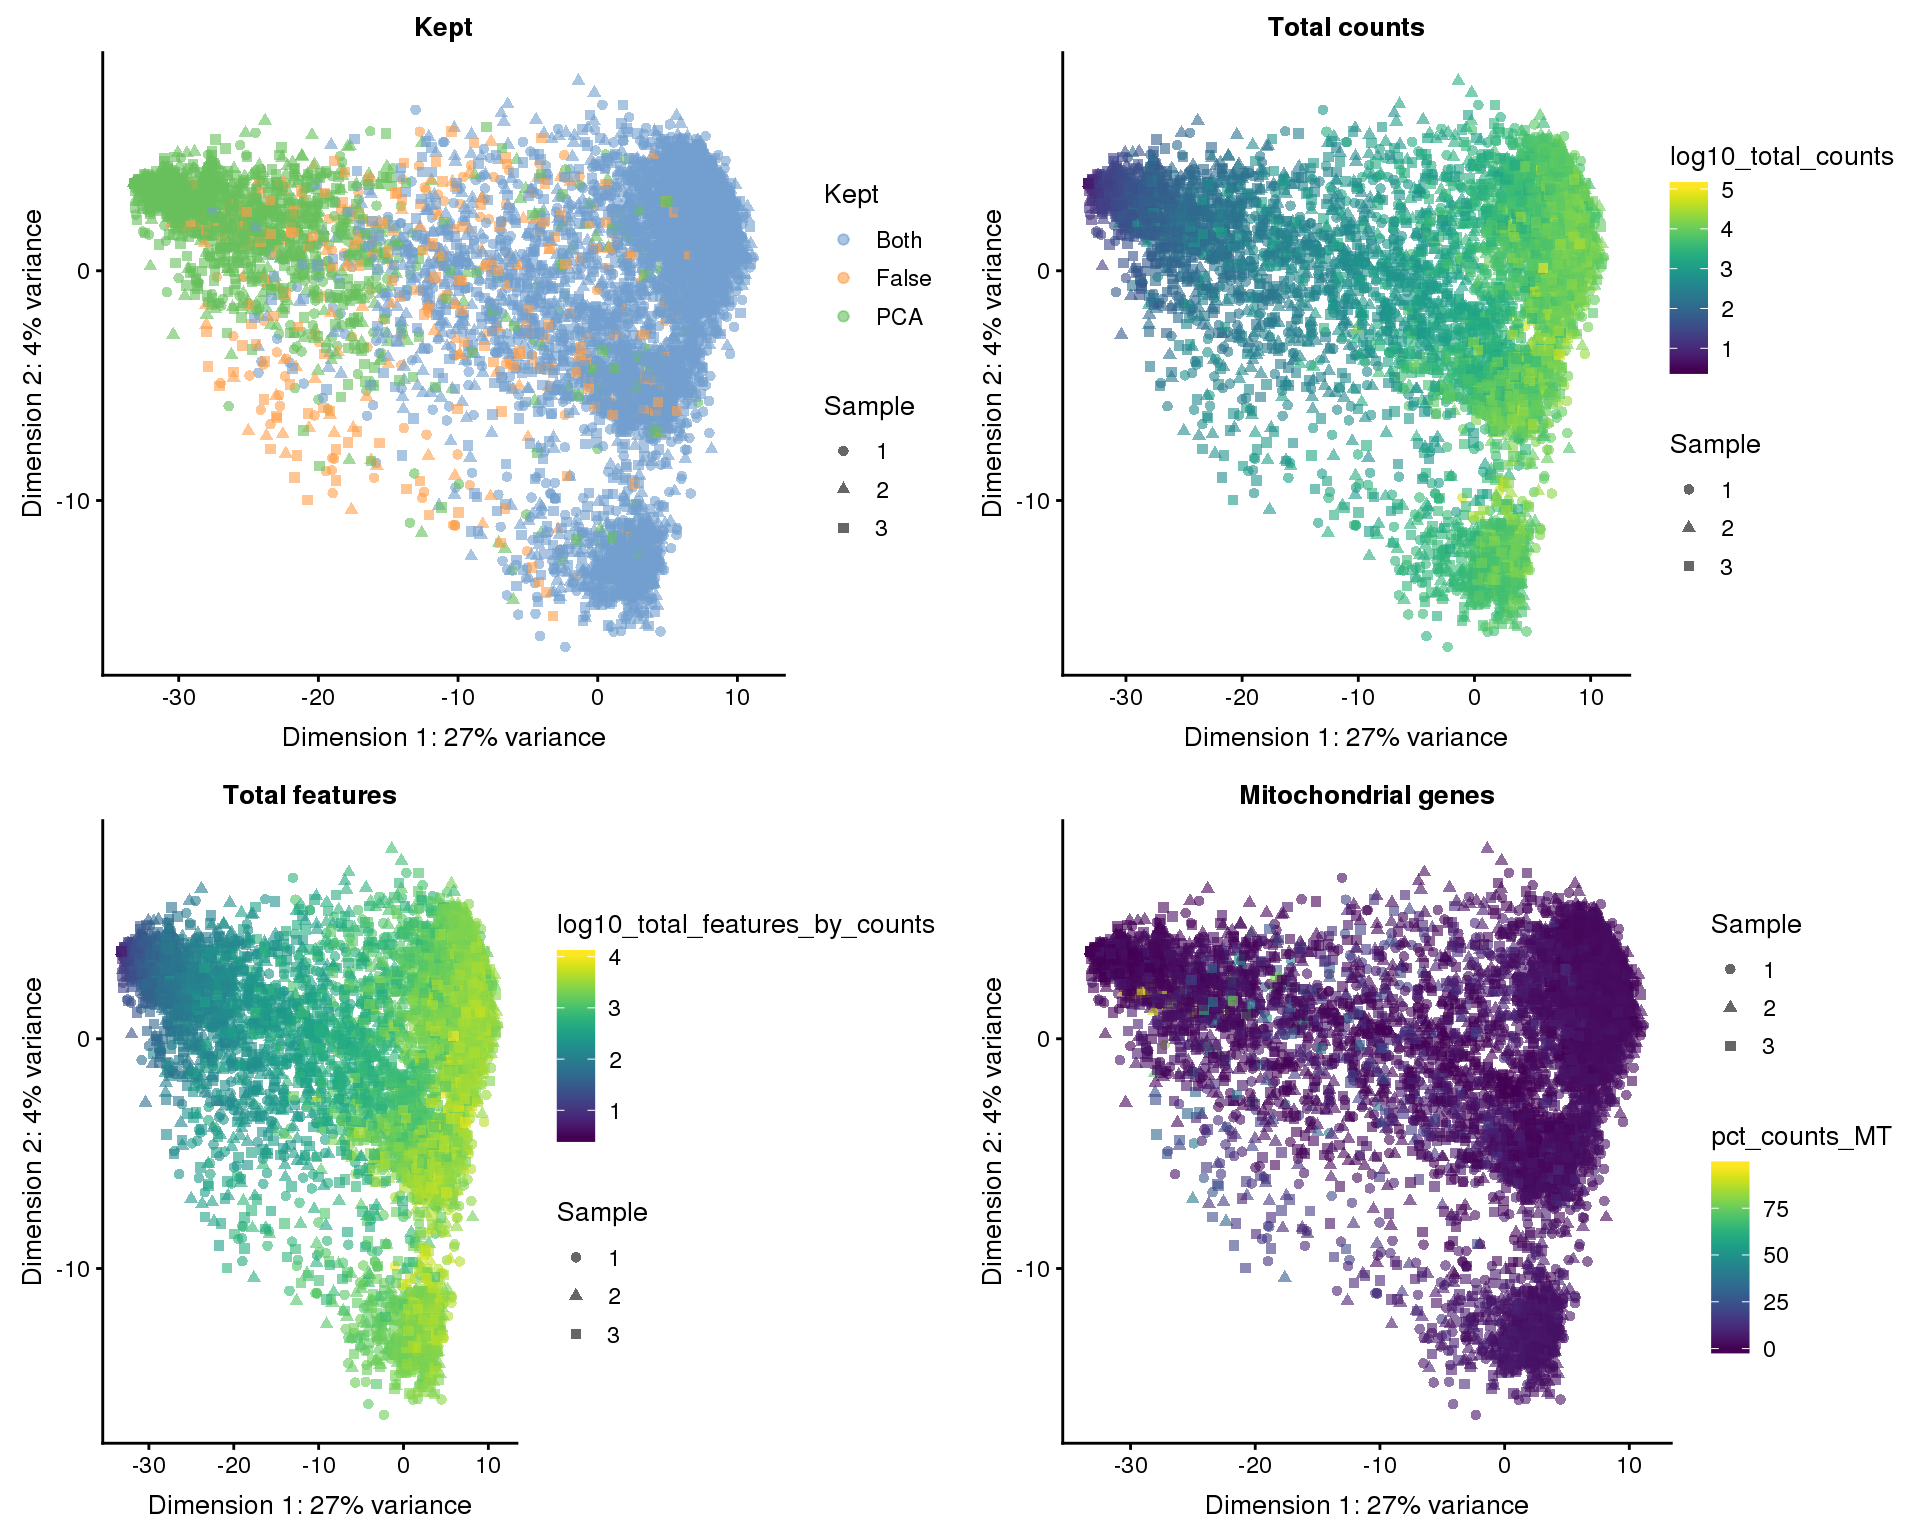 Kept
Dimension 2: 4% variance
0
-10
-30 -20 -10 0 10
Dimension 1: 27% variance
Kept
Both
False
PCA
Sample
1
2
3
Total counts
Dimension 2: 4% variance
0
-10
-30 -20 -10 0 10
Dimension 1: 27% variance
log10_total_counts
5
4
3
2
1
Sample
1
2
3
Total features
Dimension 2: 4% variance
0
-10
-30 -20 -10 0 10
Dimension 1: 27% variance
log10_total_features_by_counts
4
3
2
1
Sample
1
2
3
Mitochondrial genes
Dimension 2: 4% variance
0
-10
-30 -20 -10 0 10
Dimension 1: 27% variance
Sample
1
2
3
pct_counts_MT
75
50
25
0